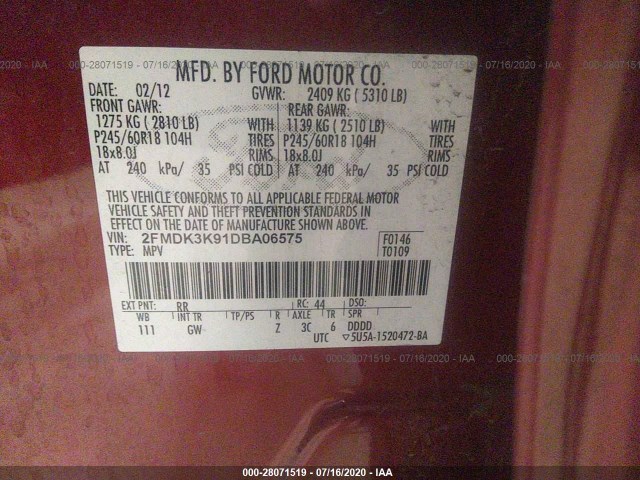 000-28071519 - 07/16/2020 - IAA
MFD. BY FORD MOTOR CO.
DATE: 02/12 GVWR: 2409 KG ( 5310 LB)
FRONT GAWR: REAR GAWR:
1275 KG ( 2810 LB) WITH 1139 KG ( 2510 LB) WITH
P245/60R18 104H TIRES P245/60R18 104H TIRES
18x8.0J RIMS 18x8.0J RIMS
AT 240 kPa/ 35 PSI COLD AT 240 kPa/ 35 PSI COLD
THIS VEHICLE CONFORMS TO ALL APPLICABLE FEDERAL MOTOR
VEHICLE SAFETY AND THEFT PREVENTION STANDARDS IN
EFFECT ON THE DATE OF MANUFACTURE SHOWN ABOVE.
VIN: 2FMDK3K91DBA06575 F0146
TYPE: MPV T0109
EXT PNT: RR RC: 44 DSO:
WB INT TR TP/PS R AXLE TR SPR
111 GW Z 3C 6 DDDD
UTC ▽5U5A-1520472-BA
000-28071519 - 07/16/2020 - IAA